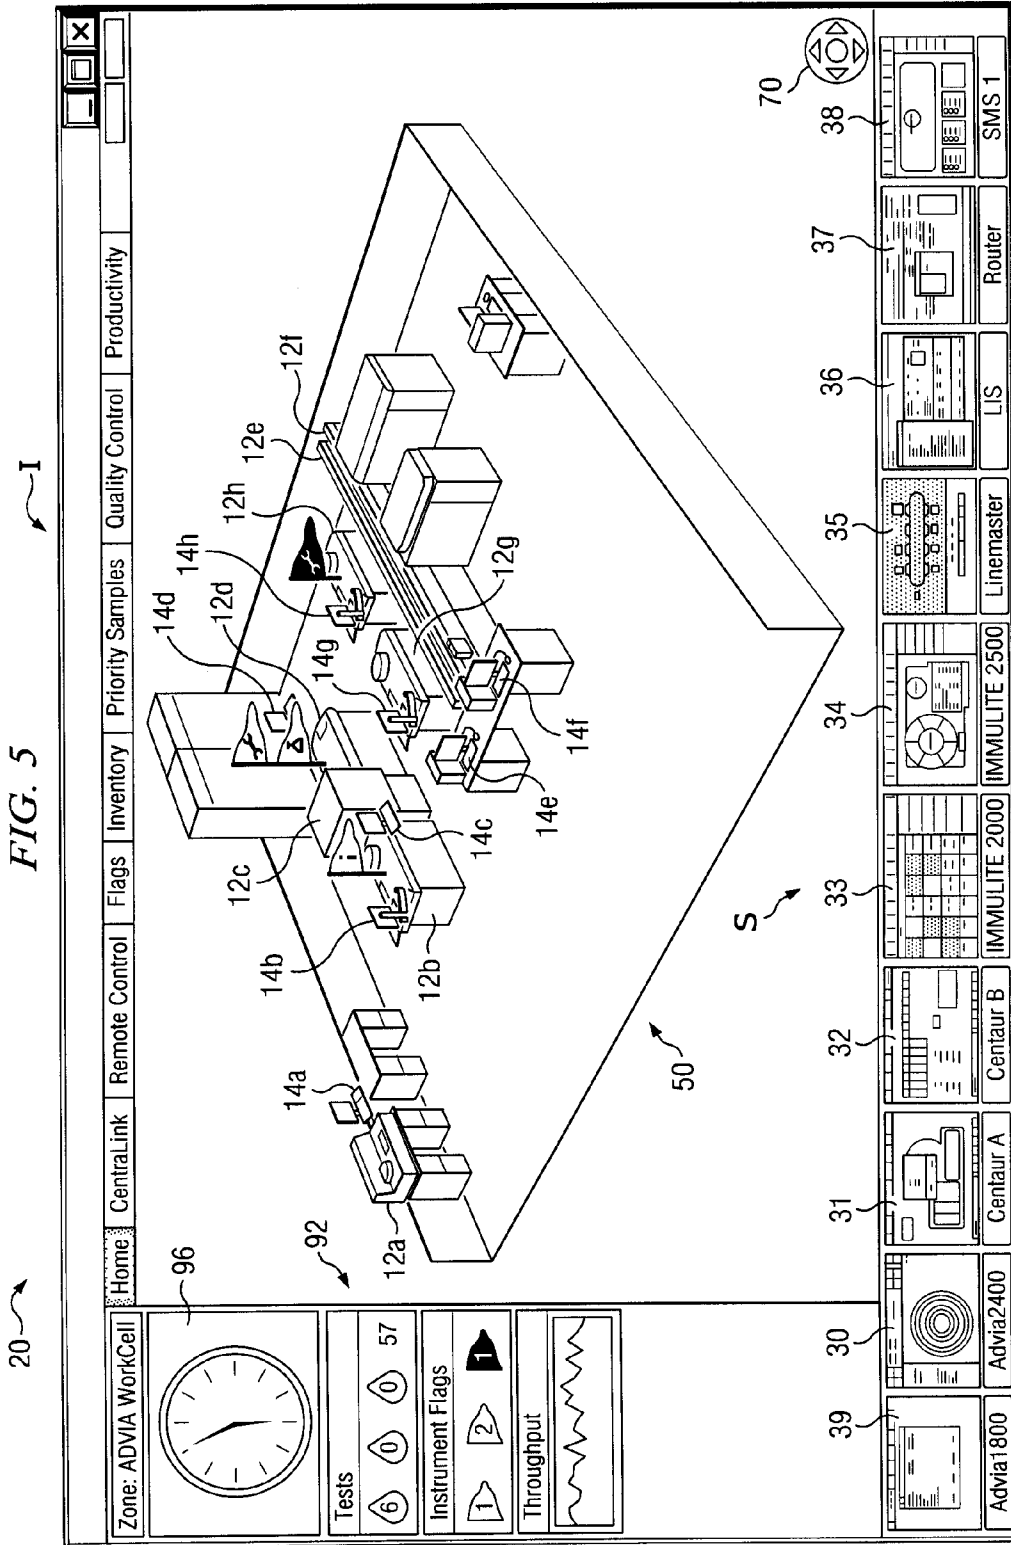 FIG. 5
20
I
Home CentraLink Remote Control Flags Inventory Priority Samples Quality Control Productivity
Zone: ADVIA WorkCell
96
Tests
6 0 0 57
Instrument Flags
1 2 1
Throughput
92
12a
14a
14b
12b
12c
14c
14d
12d
14g
14h
12h
12e
12f
12g
14e
14f
i
50
S
70
39
30
31
32
33
34
35
36
37
38
Advia1800
Advia2400
Centaur A
Centaur B
IMMULITE 2000
IMMULITE 2500
Linemaster
LIS
Router
SMS 1